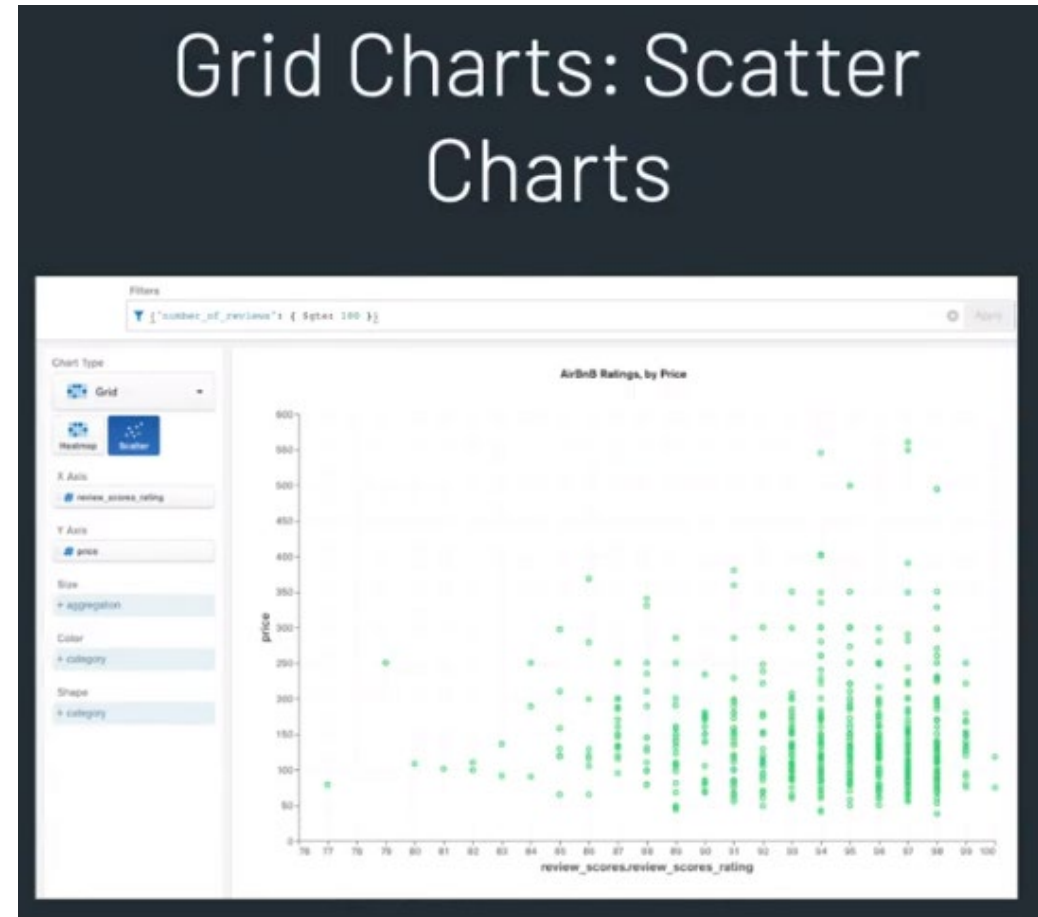 Grid Charts: Scatter
Charts
Filters
{'number_of_reviews': { $gte: 100 }}
Apply
Chart Type
Grid
Heatmap
Scatter
X Axis
# review_scores_rating
Y Axis
# price
Size
+ aggregation
Color
+ category
Shape
+ category
AirBnB Ratings, by Price
600
550
500
450
400
350
300
250
200
150
100
50
0
price
76 77 78 79 80 81 82 83 84 85 86 87 88 89 90 91 92 93 94 95 96 97 98 99 100
review_scores.review_scores_rating